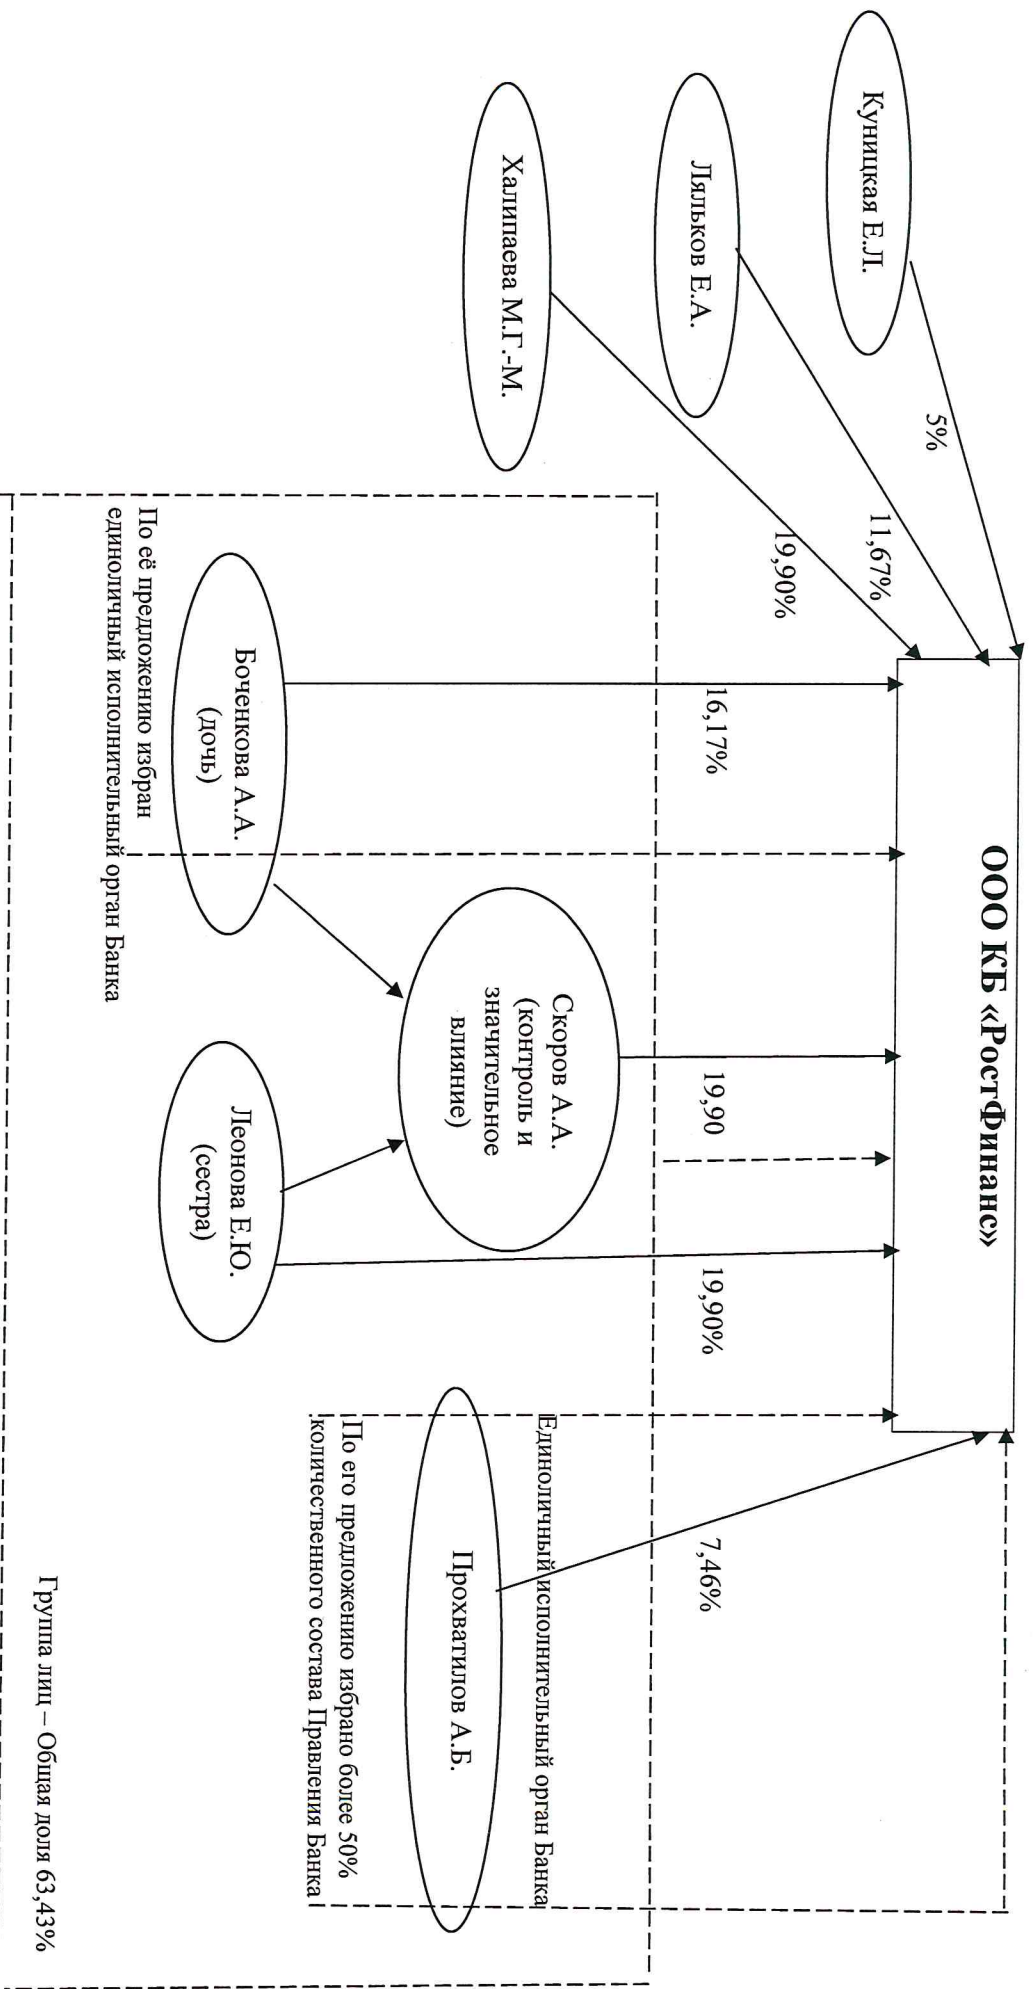 ООО КБ «РостФинанс»
Куницкая Е.Л.
5%
Ляльков Е.А.
11,67%
Халипаева М.Г.-М.
19,90%
16,17%
19,90
19,90%
7,46%
Скоров А.А.
(контроль и
значительное
влияние)
Боченкова А.А.
(дочь)
Леонова Е.Ю.
(сестра)
Единоличный исполнительный орган Банка
Прохватилов А.Б.
По его предложению избрано более 50%
количественного состава Правления Банка
По её предложению избран
единоличный исполнительный орган Банка
Группа лиц – Общая доля 63,43%